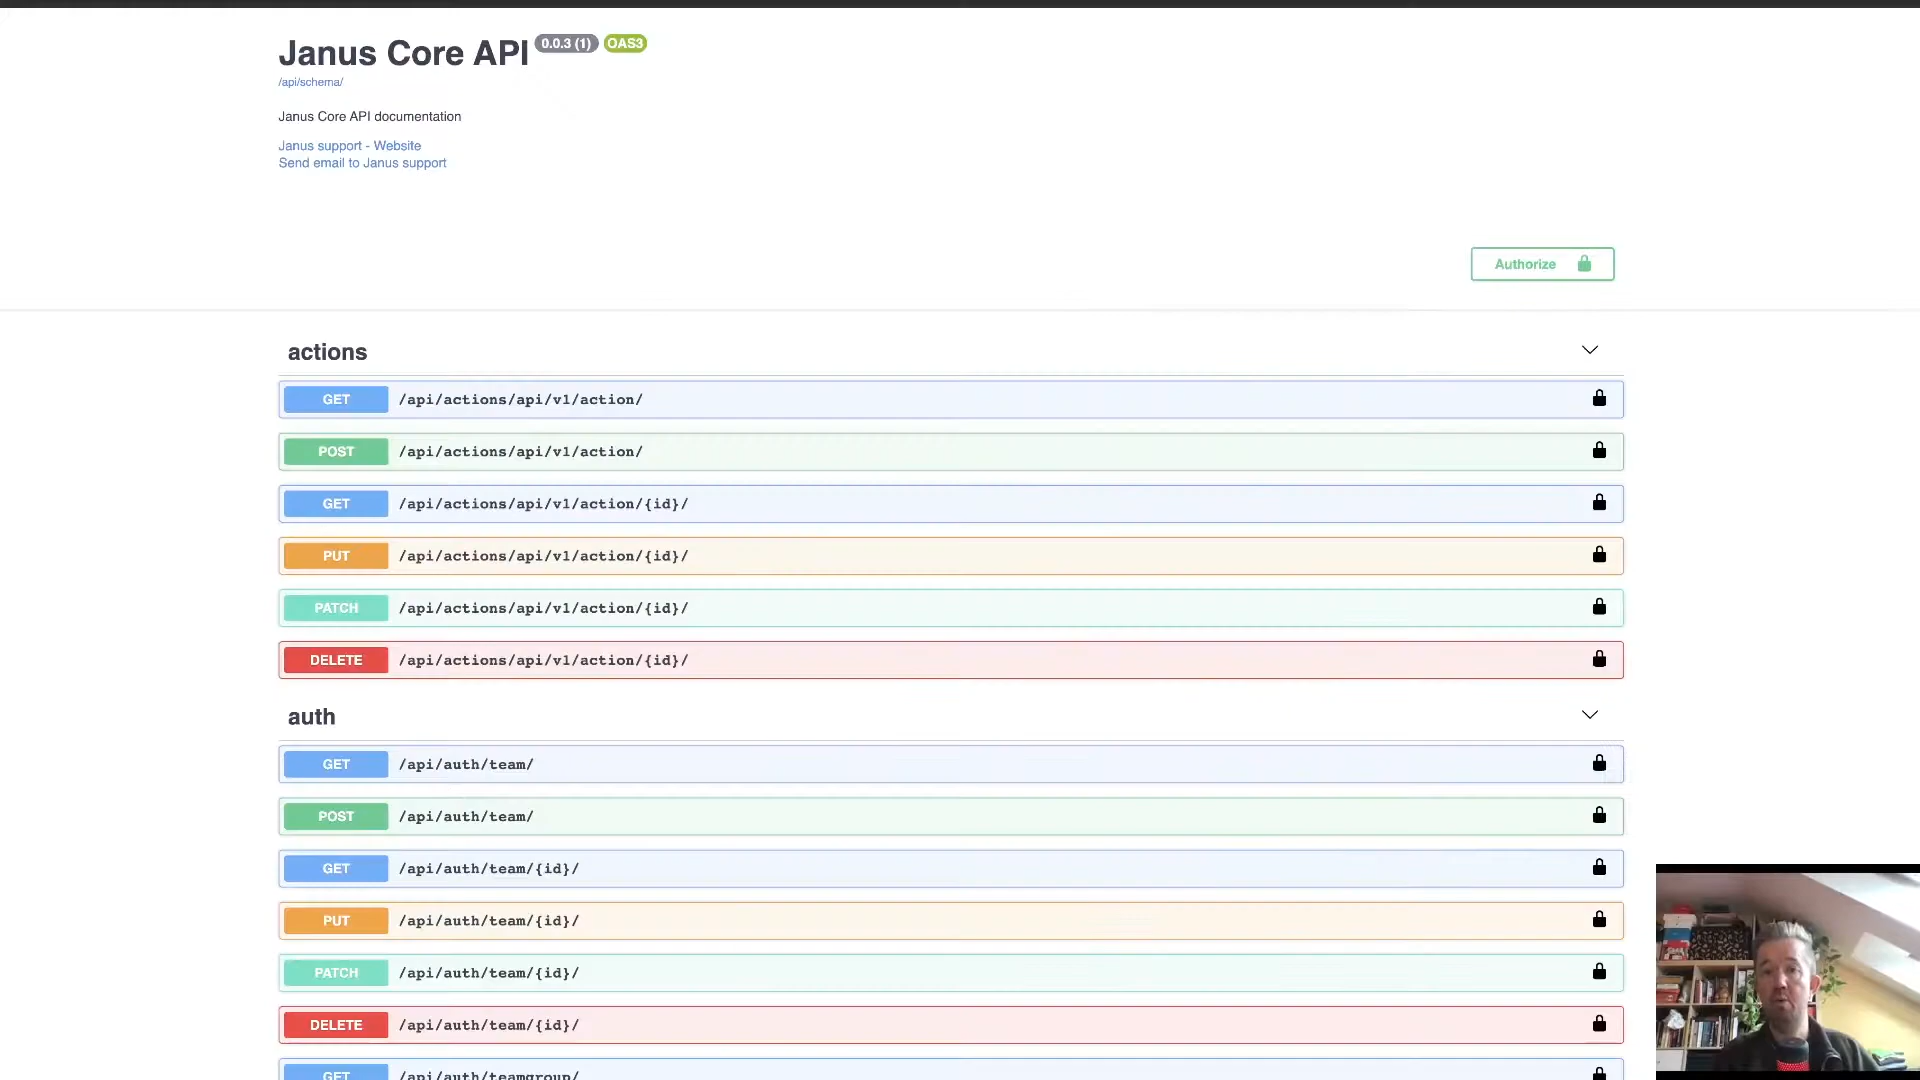 Janus Core API 0.0.3 (1) OAS3
/api/schema/
Janus Core API documentation
Janus support - Website
Send email to Janus support
Authorize
actions
GET /api/actions/api/v1/action/
POST /api/actions/api/v1/action/
GET /api/actions/api/v1/action/{id}/
PUT /api/actions/api/v1/action/{id}/
PATCH /api/actions/api/v1/action/{id}/
DELETE /api/actions/api/v1/action/{id}/
auth
GET /api/auth/team/
POST /api/auth/team/
GET /api/auth/team/{id}/
PUT /api/auth/team/{id}/
PATCH /api/auth/team/{id}/
DELETE /api/auth/team/{id}/
GET /api/auth/teamgroup/